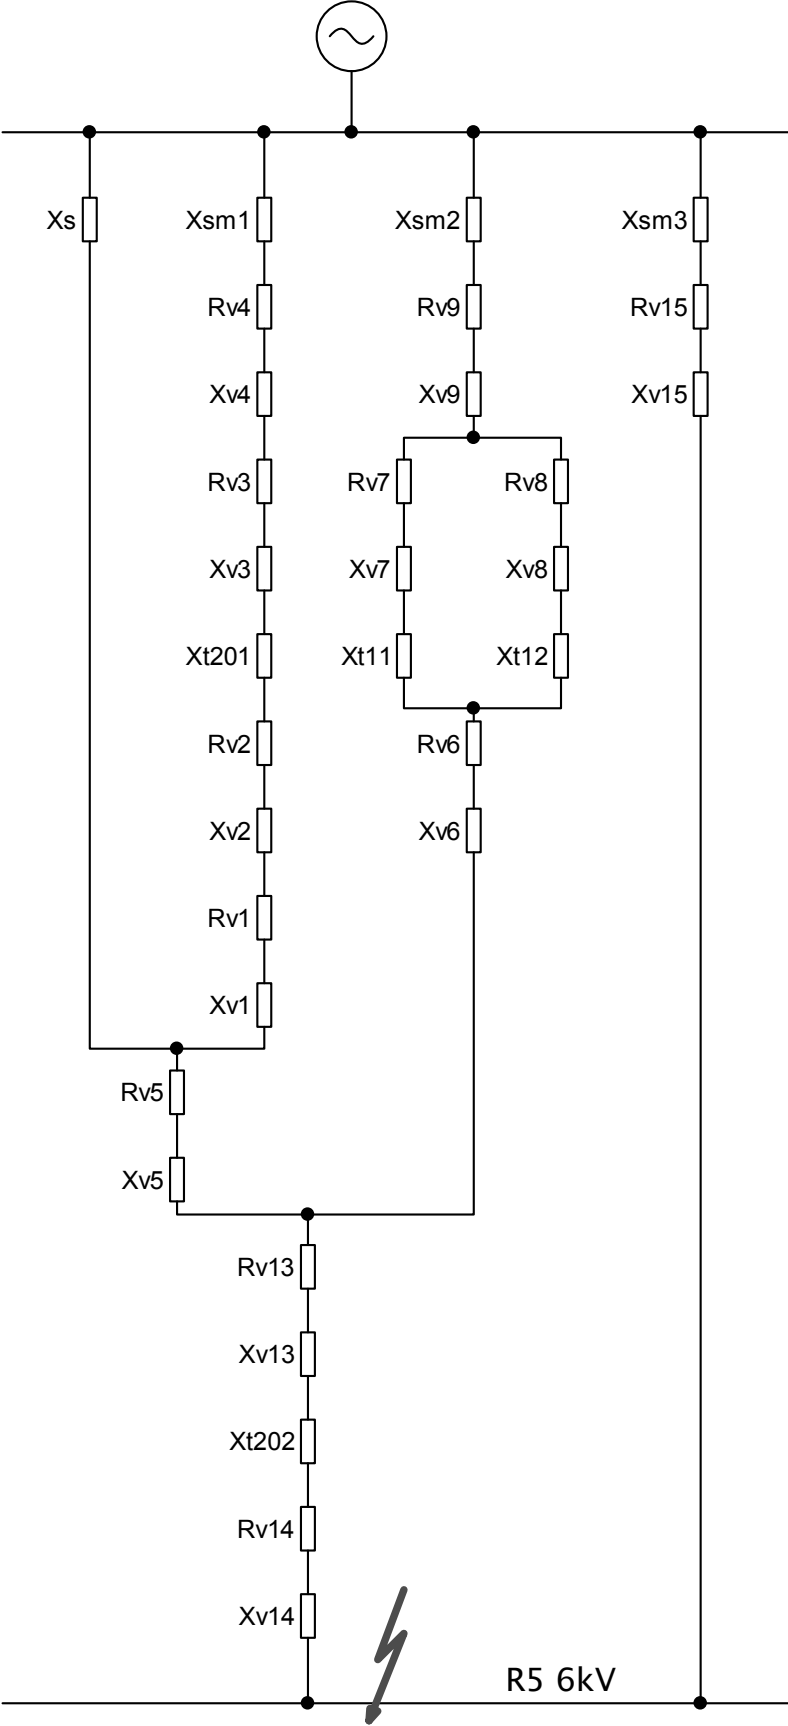 Xs Xsm1 Xsm2 Xsm3
Rv4 Rv9 Rv15
Xv4 Xv9 Xv15
Rv3 Rv7 Rv8
Xv3 Xv7 Xv8
Xt201 Xt11 Xt12
Rv2 Rv6
Xv2 Xv6
Rv1
Xv1
Rv5
Xv5
Rv13
Xv13
Xt202
Rv14
Xv14
R5 6kV